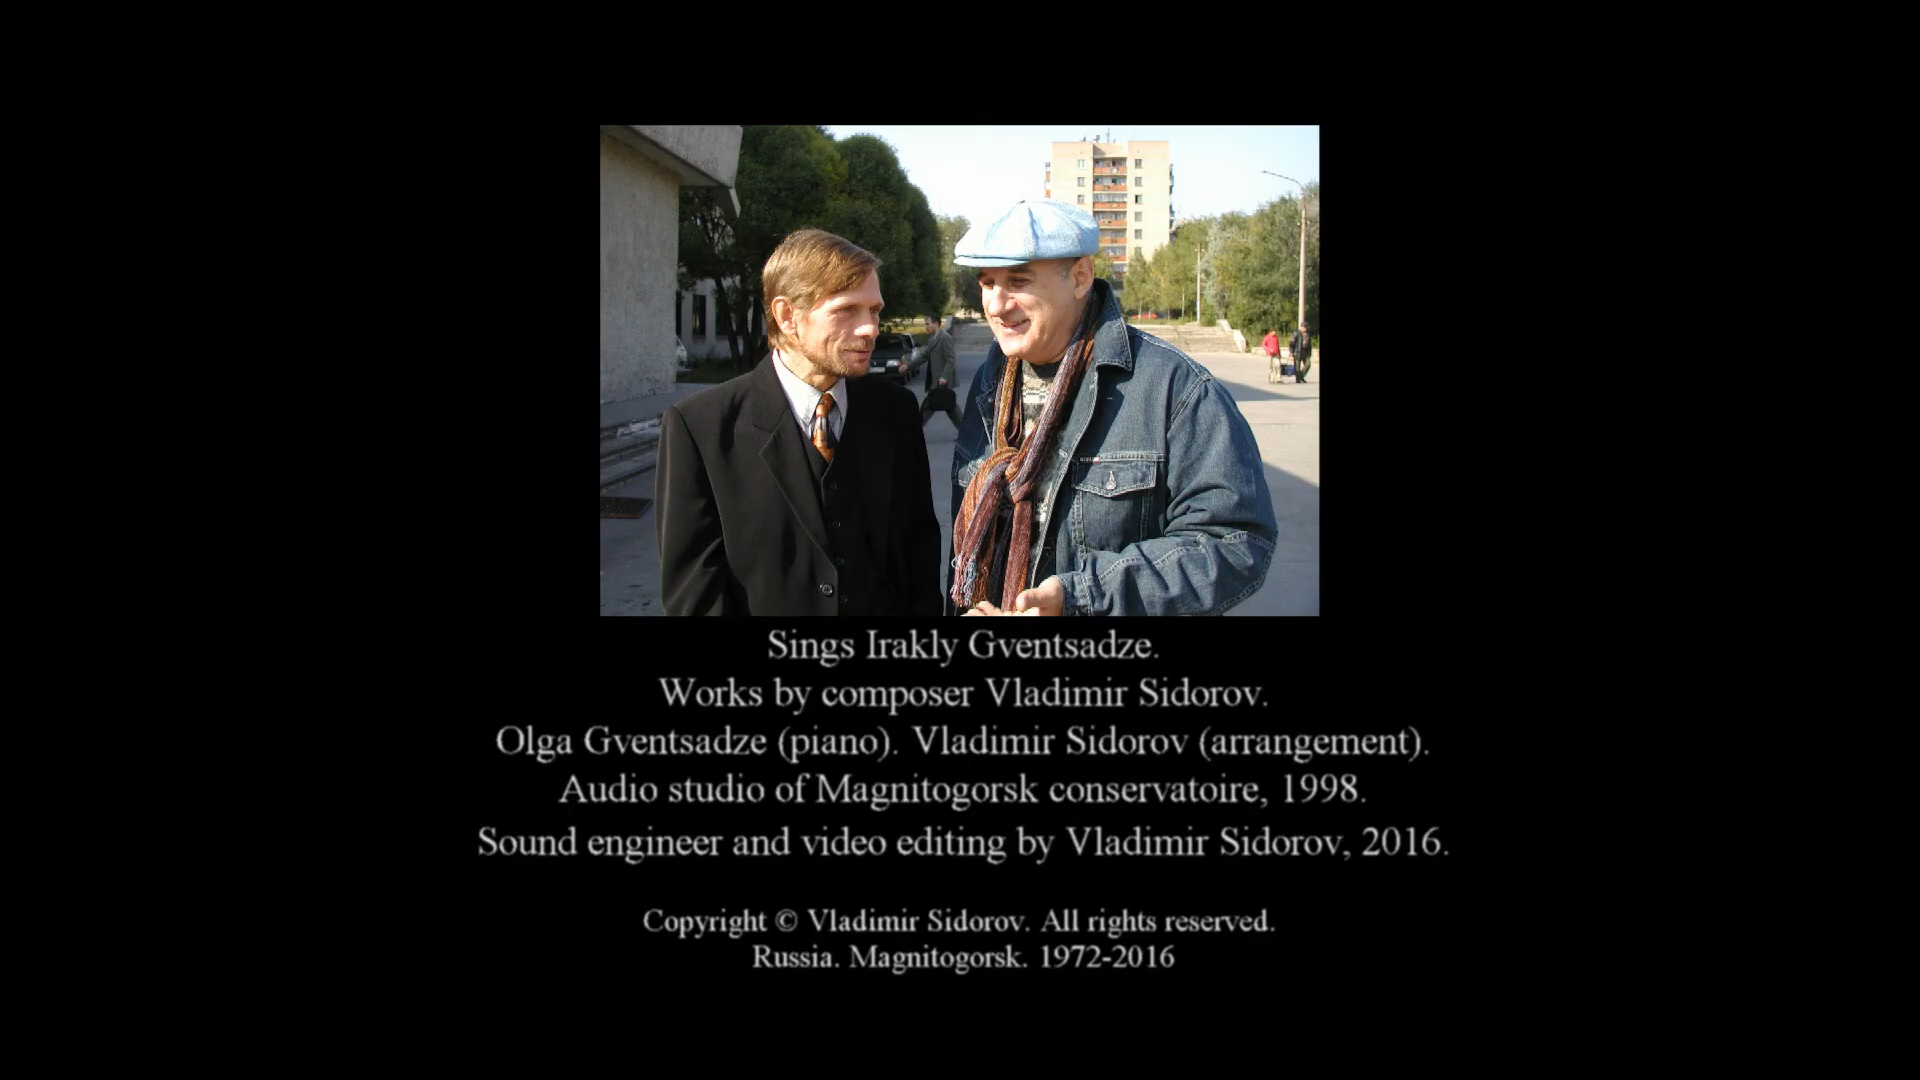 Sings Irakly Gventsadze.
Works by composer Vladimir Sidorov.
Olga Gventsadze (piano). Vladimir Sidorov (arrangement).
Audio studio of Magnitogorsk conservatoire, 1998.
Sound engineer and video editing by Vladimir Sidorov, 2016.
Copyright © Vladimir Sidorov. All rights reserved.
Russia. Magnitogorsk. 1972-2016